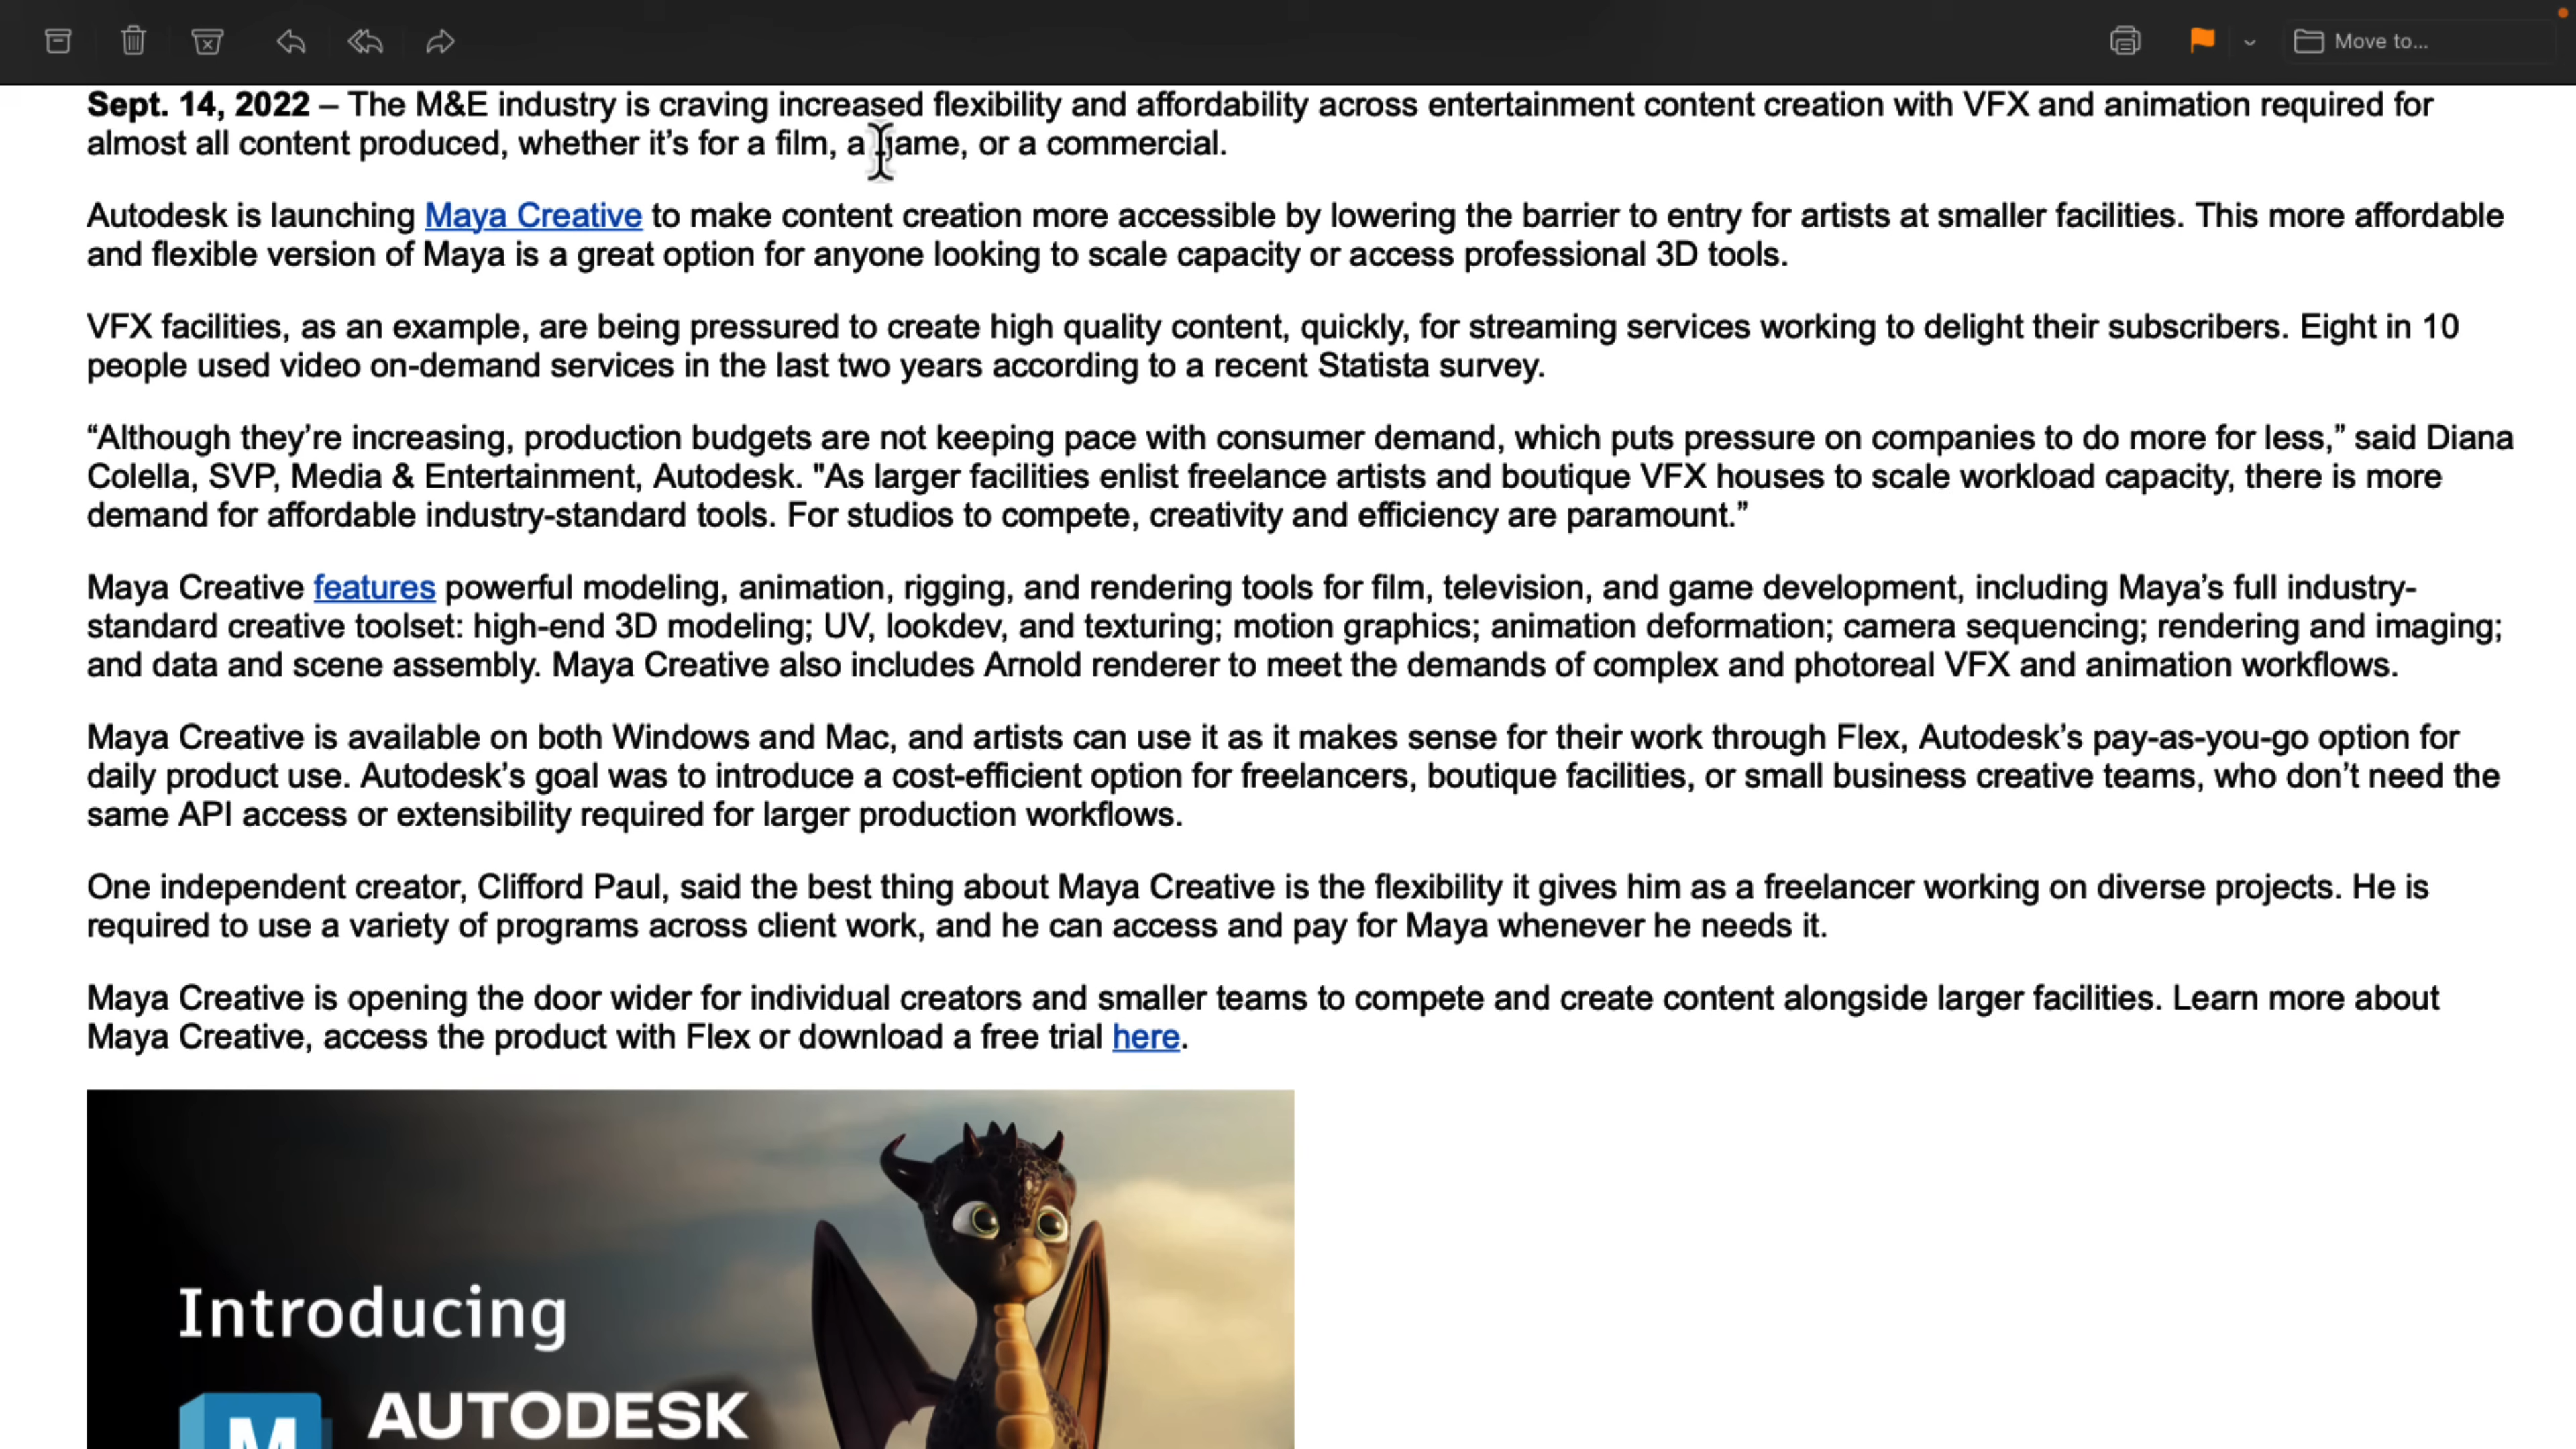 Move to...
Sept. 14, 2022 – The M&E industry is craving increased flexibility and affordability across entertainment content creation with VFX and animation required for
almost all content produced, whether it’s for a film, a game, or a commercial.
Autodesk is launching Maya Creative to make content creation more accessible by lowering the barrier to entry for artists at smaller facilities. This more affordable
and flexible version of Maya is a great option for anyone looking to scale capacity or access professional 3D tools.
VFX facilities, as an example, are being pressured to create high quality content, quickly, for streaming services working to delight their subscribers. Eight in 10
people used video on-demand services in the last two years according to a recent Statista survey.
“Although they’re increasing, production budgets are not keeping pace with consumer demand, which puts pressure on companies to do more for less,” said Diana
Colella, SVP, Media & Entertainment, Autodesk. "As larger facilities enlist freelance artists and boutique VFX houses to scale workload capacity, there is more
demand for affordable industry-standard tools. For studios to compete, creativity and efficiency are paramount.”
Maya Creative features powerful modeling, animation, rigging, and rendering tools for film, television, and game development, including Maya’s full industry-
standard creative toolset: high-end 3D modeling; UV, lookdev, and texturing; motion graphics; animation deformation; camera sequencing; rendering and imaging;
and data and scene assembly. Maya Creative also includes Arnold renderer to meet the demands of complex and photoreal VFX and animation workflows.
Maya Creative is available on both Windows and Mac, and artists can use it as it makes sense for their work through Flex, Autodesk’s pay-as-you-go option for
daily product use. Autodesk’s goal was to introduce a cost-efficient option for freelancers, boutique facilities, or small business creative teams, who don’t need the
same API access or extensibility required for larger production workflows.
One independent creator, Clifford Paul, said the best thing about Maya Creative is the flexibility it gives him as a freelancer working on diverse projects. He is
required to use a variety of programs across client work, and he can access and pay for Maya whenever he needs it.
Maya Creative is opening the door wider for individual creators and smaller teams to compete and create content alongside larger facilities. Learn more about
Maya Creative, access the product with Flex or download a free trial here.
Introducing
M AUTODESK